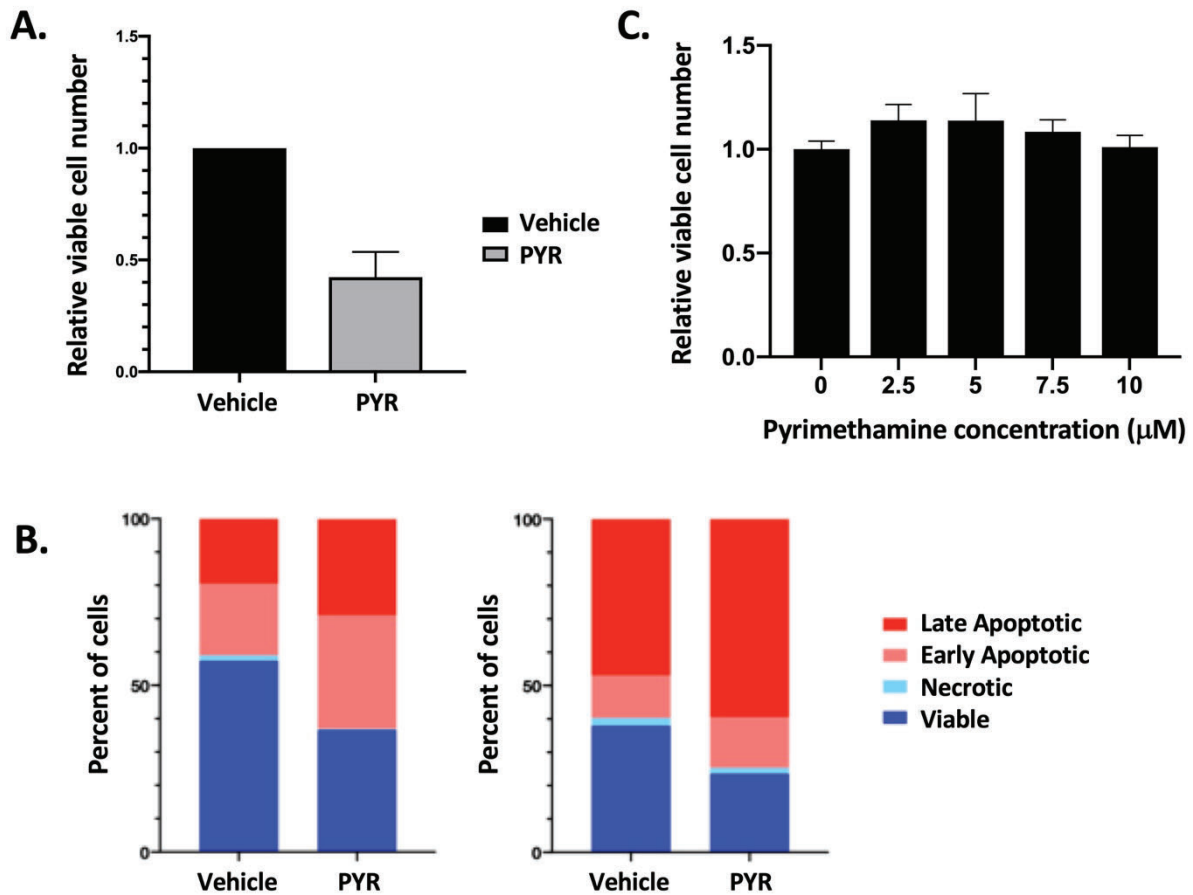 A.
Relative viable cell number
1.5
1.0
0.5
0.0
Vehicle
PYR
Vehicle
PYR
C.
Relative viable cell number
1.5
1.0
0.5
0.0
0
2.5
5
7.5
10
Pyrimethamine concentration (μM)
B.
Percent of cells
100
50
0
Vehicle
PYR
Percent of cells
100
50
0
Vehicle
PYR
Late Apoptotic
Early Apoptotic
Necrotic
Viable